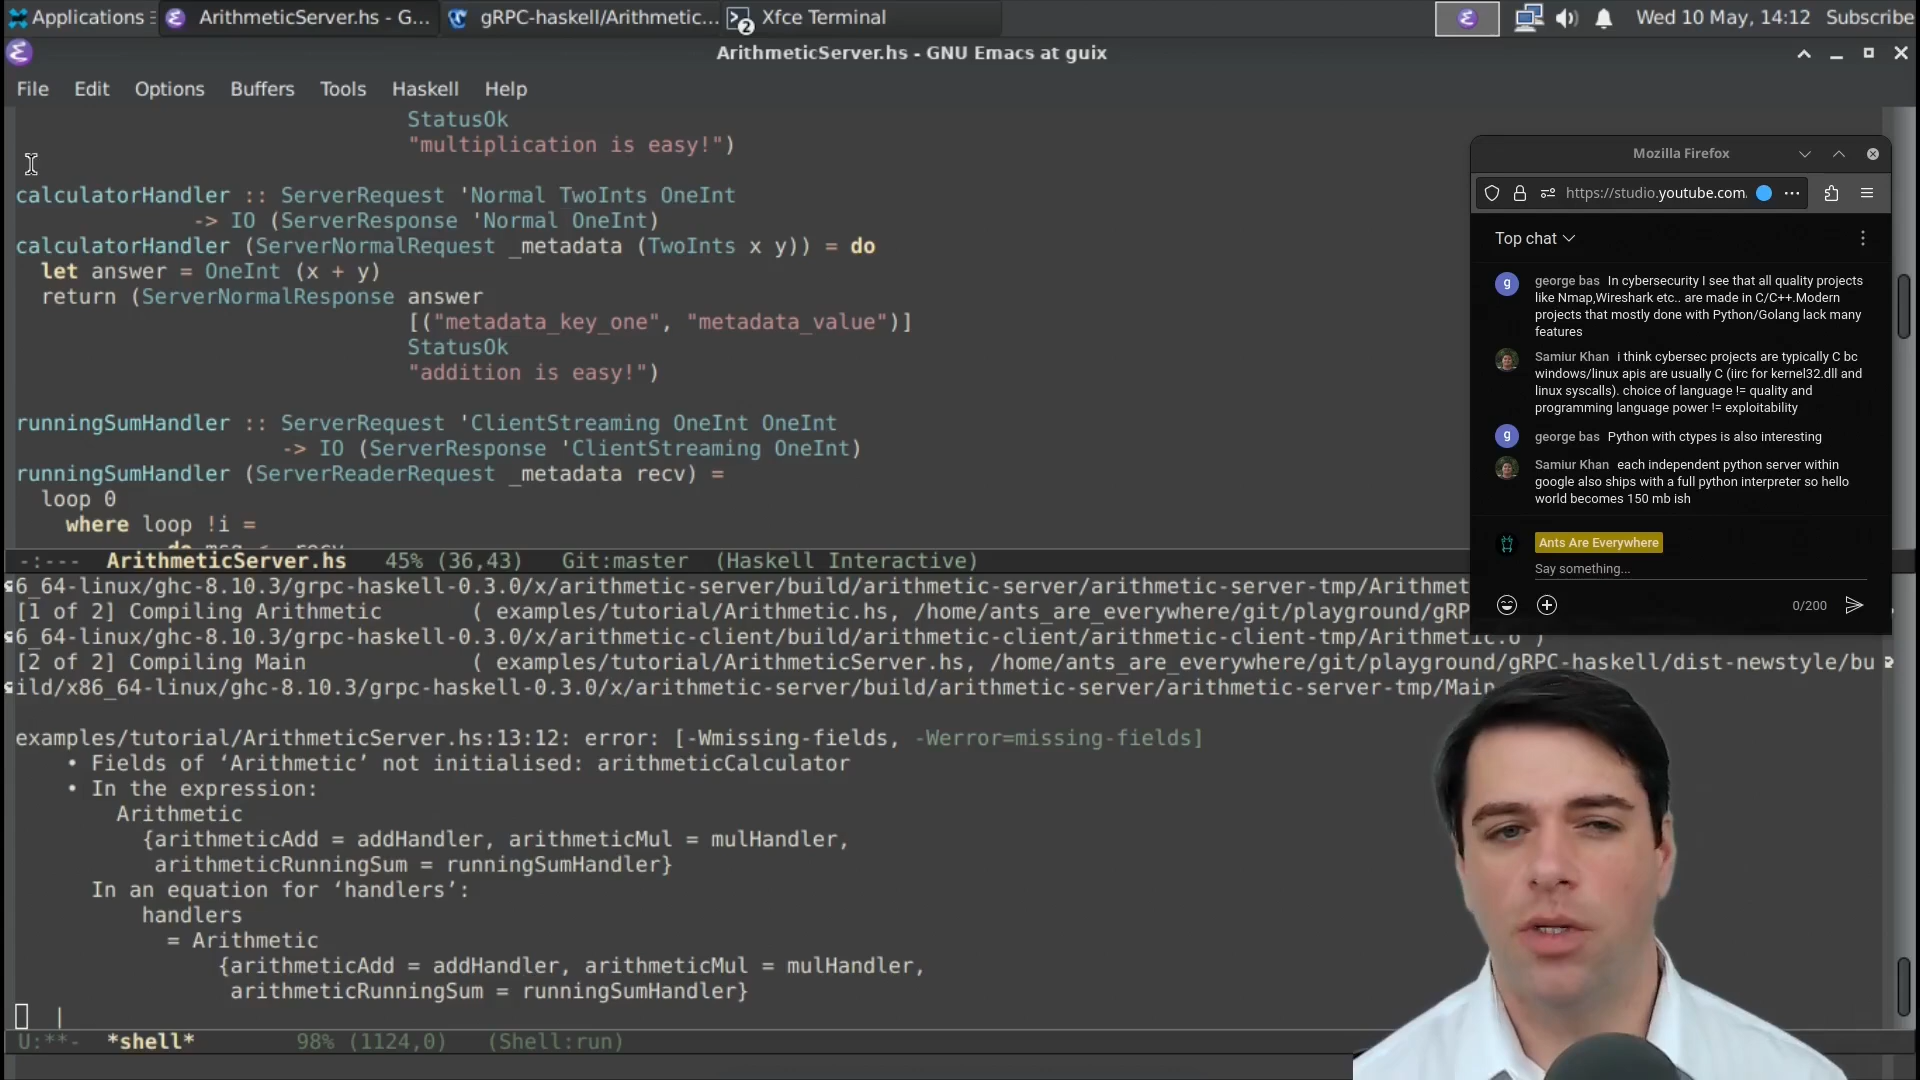 Applications
ArithmeticServer.hs - G...
gRPC-haskell/Arithmetic...
2
Xfce Terminal
Wed 10 May, 14:12
Subscribe
ArithmeticServer.hs - GNU Emacs at guix
File Edit Options Buffers Tools Haskell Help
StatusOk
"multiplication is easy!")
calculatorHandler :: ServerRequest 'Normal TwoInts OneInt
-> IO (ServerResponse 'Normal OneInt)
calculatorHandler (ServerNormalRequest _metadata (TwoInts x y)) = do
let answer = OneInt (x + y)
return (ServerNormalResponse answer
[("metadata_key_one", "metadata_value")]
StatusOk
"addition is easy!")
runningSumHandler :: ServerRequest 'ClientStreaming OneInt OneInt
-> IO (ServerResponse 'ClientStreaming OneInt)
runningSumHandler (ServerReaderRequest _metadata recv) =
loop 0
where loop !i =
-:--- ArithmeticServer.hs 45% (36,43) Git:master (Haskell Interactive)
6_64-linux/ghc-8.10.3/grpc-haskell-0.3.0/x/arithmetic-server/build/arithmetic-server/arithmetic-server-tmp/Arithmet
[1 of 2] Compiling Arithmetic ( examples/tutorial/Arithmetic.hs, /home/ants_are_everywhere/git/playground/gRP
6_64-linux/ghc-8.10.3/grpc-haskell-0.3.0/x/arithmetic-client/build/arithmetic-client/arithmetic-client-tmp/Arithmetic.o )
[2 of 2] Compiling Main ( examples/tutorial/ArithmeticServer.hs, /home/ants_are_everywhere/git/playground/gRPC-haskell/dist-newstyle/bu
ild/x86_64-linux/ghc-8.10.3/grpc-haskell-0.3.0/x/arithmetic-server/build/arithmetic-server/arithmetic-server-tmp/Main
examples/tutorial/ArithmeticServer.hs:13:12: error: [-Wmissing-fields, -Werror=missing-fields]
• Fields of ‘Arithmetic’ not initialised: arithmeticCalculator
• In the expression:
Arithmetic
{arithmeticAdd = addHandler, arithmeticMul = mulHandler,
arithmeticRunningSum = runningSumHandler}
In an equation for ‘handlers’:
handlers
= Arithmetic
{arithmeticAdd = addHandler, arithmeticMul = mulHandler,
arithmeticRunningSum = runningSumHandler}
|
U:**- *shell* 98% (1124,0) (Shell:run)
Mozilla Firefox
https://studio.youtube.com
Top chat
g
george bas In cybersecurity I see that all quality projects
like Nmap,Wireshark etc.. are made in C/C++.Modern
projects that mostly done with Python/Golang lack many
features
Samiur Khan i think cybersec projects are typically C bc
windows/linux apis are usually C (iirc for kernel32.dll and
linux syscalls). choice of language != quality and
programming language power != exploitability
g
george bas Python with ctypes is also interesting
Samiur Khan each independent python server within
google also ships with a full python interpreter so hello
world becomes 150 mb ish
Ants Are Everywhere
Say something...
0/200